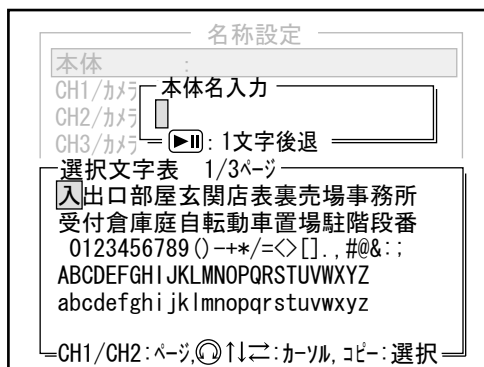 名称設定
本体 :
CH1/ｶﾒﾗ
本体名入力
CH2/ｶﾒﾗ
CH3/ｶﾒﾗ
: 1文字後退
選択文字表 1/3ﾍﾟｰｼﾞ
入出口部屋玄関店表裏売場事務所
受付倉庫庭自転動車置場駐階段番
0123456789()-+*/=<>[].,#@&:;
ABCDEFGHIJKLMNOPQRSTUVWXYZ
abcdefghijklmnopqrstuvwxyz
CH1/CH2:ﾍﾟｰｼﾞ,↑↓⇄:ｶｰｿﾙ, ｺﾋﾟｰ:選択